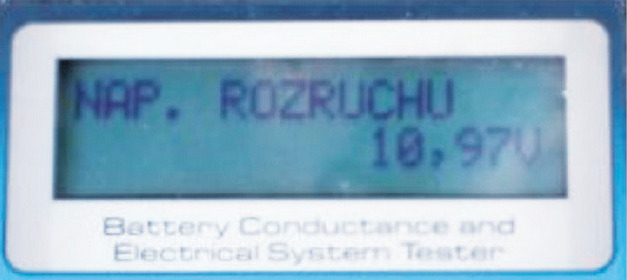 NAP. ROZRUCHU
10,97V
Battery Conductance and
Electrical System Tester